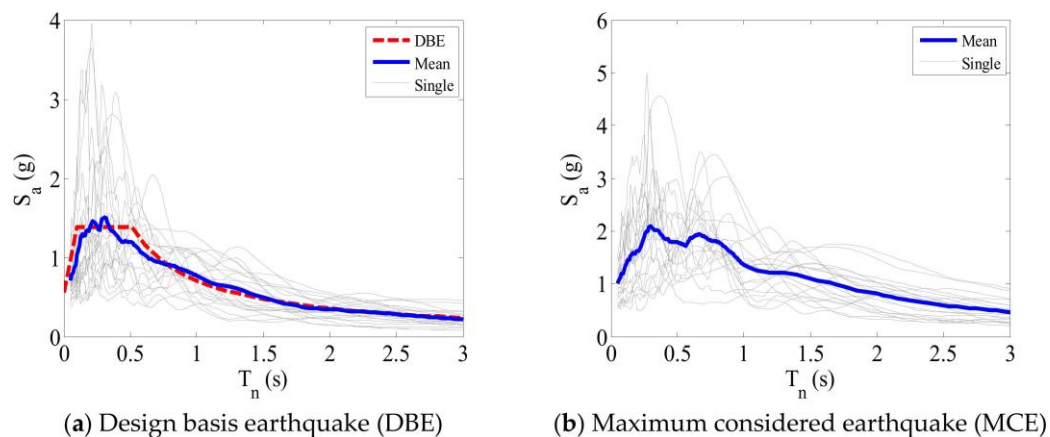 4
3
2
1
0
S_a (g)
0 0.5 1 1.5 2 2.5 3
T_n (s)
DBE
Mean
Single
(a) Design basis earthquake (DBE)
6
5
4
3
2
1
0
S_a (g)
0 0.5 1 1.5 2 2.5 3
T_n (s)
Mean
Single
(b) Maximum considered earthquake (MCE)